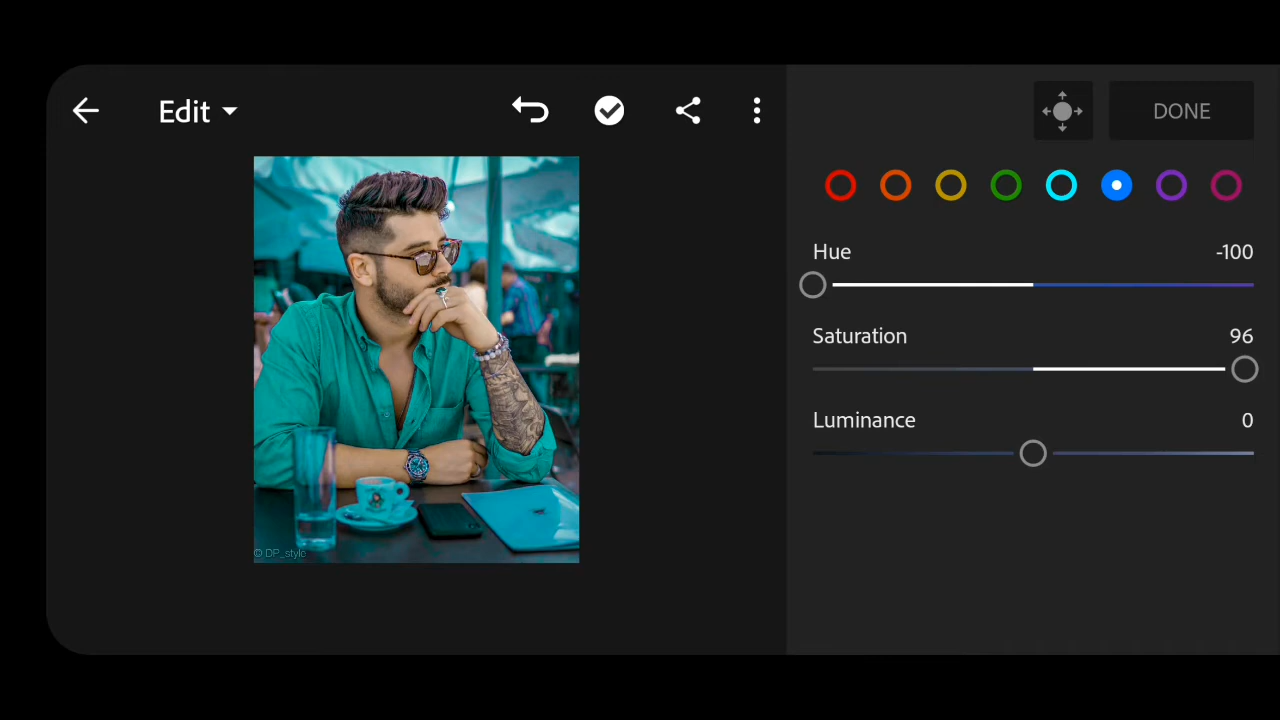 Edit
DONE
Hue -100
Saturation 96
Luminance 0
© DP_style